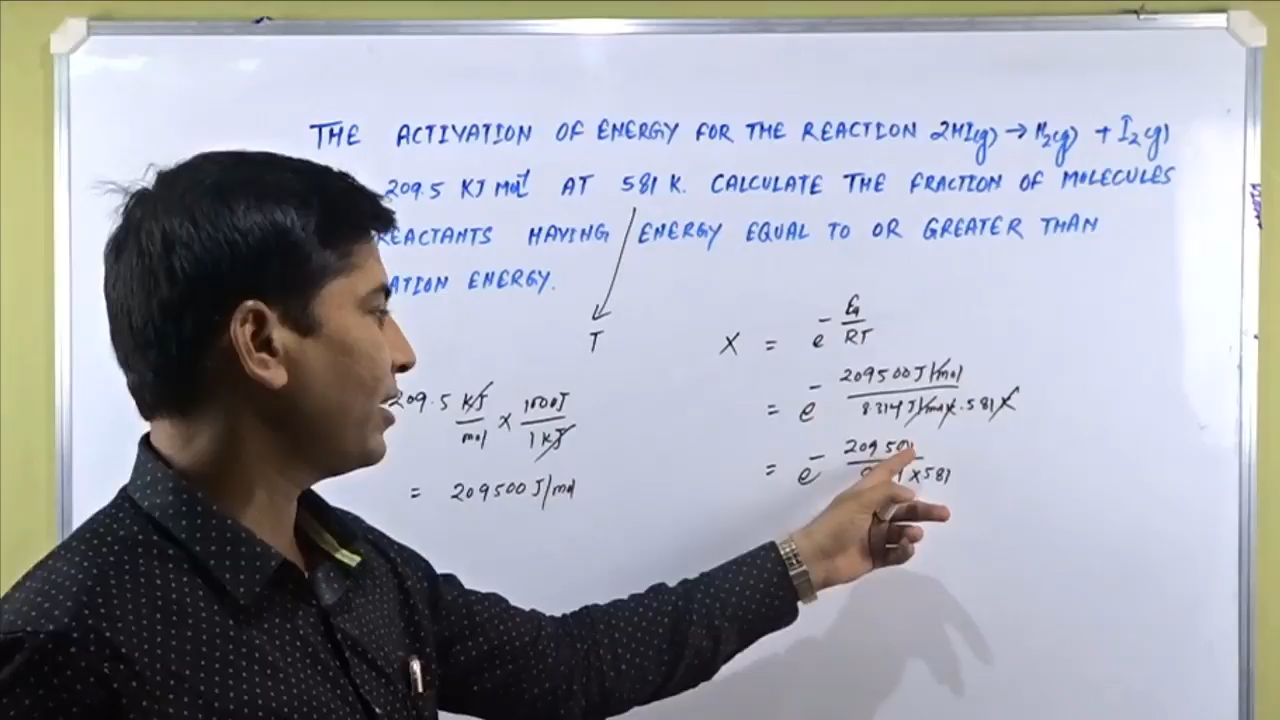 THE ACTIVATION OF ENERGY FOR THE REACTION 2HI(g) → H₂(g) + I₂(g)
209.5 KJ Mol⁻¹ AT 581 K. CALCULATE THE FRACTION OF MOLECULES
REACTANTS HAVING ENERGY EQUAL TO OR GREATER THAN
ATION ENERGY.
T
209.5 KJ/mol × 1000J/1KJ
= 209500 J/mol
X = e^-Ea/RT
= e^-209500 J/mol / 8.314 J/mol K . 581 K
= e^- 209500 / ×581